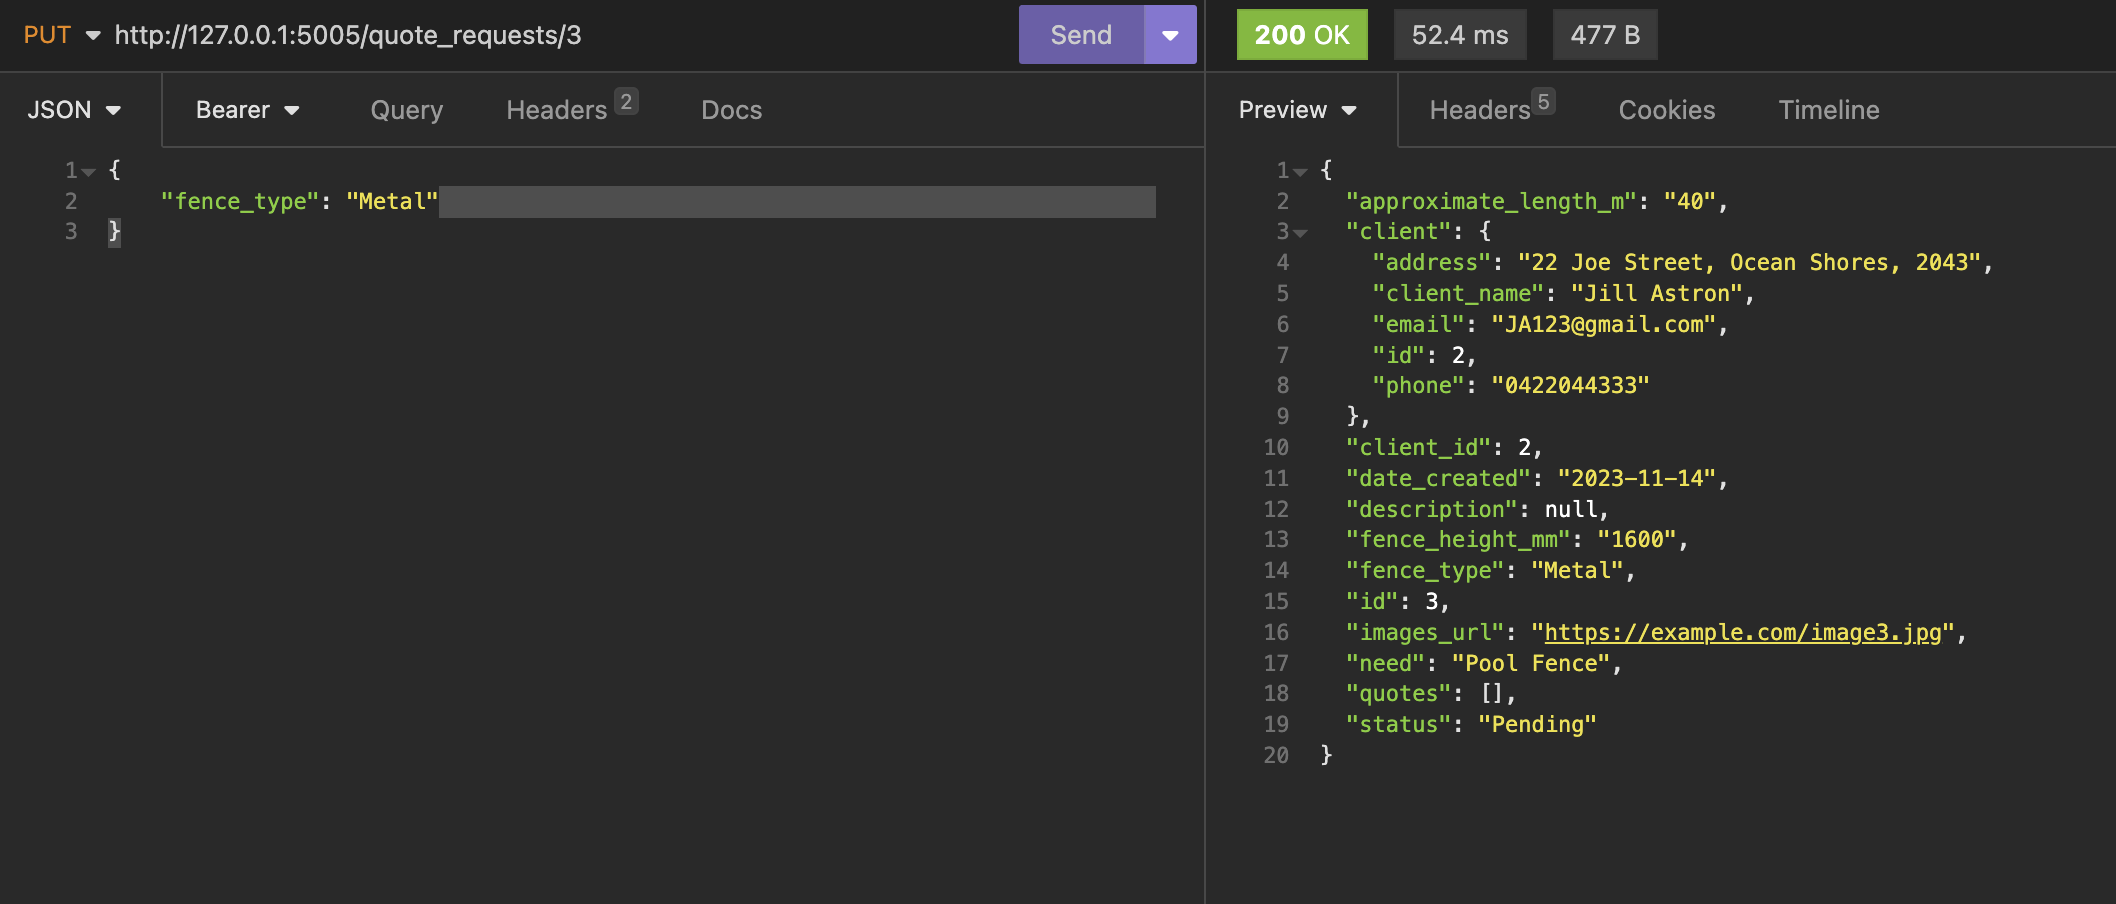 PUT http://127.0.0.1:5005/quote_requests/3 Send 200 OK 52.4 ms 477 B
JSON Bearer Query Headers 2 Docs
1 {
2 "fence_type": "Metal"
3 }
Preview Headers 5 Cookies Timeline
1 {
2 "approximate_length_m": "40",
3 "client": {
4 "address": "22 Joe Street, Ocean Shores, 2043",
5 "client_name": "Jill Astron",
6 "email": "JA123@gmail.com",
7 "id": 2,
8 "phone": "0422044333"
9 },
10 "client_id": 2,
11 "date_created": "2023-11-14",
12 "description": null,
13 "fence_height_mm": "1600",
14 "fence_type": "Metal",
15 "id": 3,
16 "images_url": "https://example.com/image3.jpg",
17 "need": "Pool Fence",
18 "quotes": [],
19 "status": "Pending"
20 }